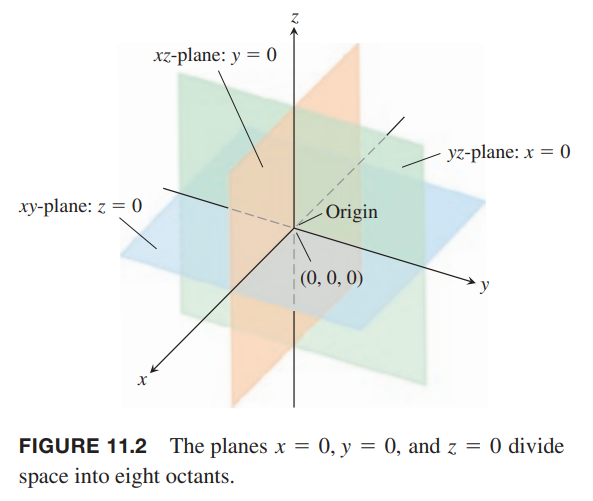 z
xz-plane: y = 0
yz-plane: x = 0
xy-plane: z = 0
Origin
(0, 0, 0)
y
x
FIGURE 11.2 The planes x = 0, y = 0, and z = 0 divide
space into eight octants.